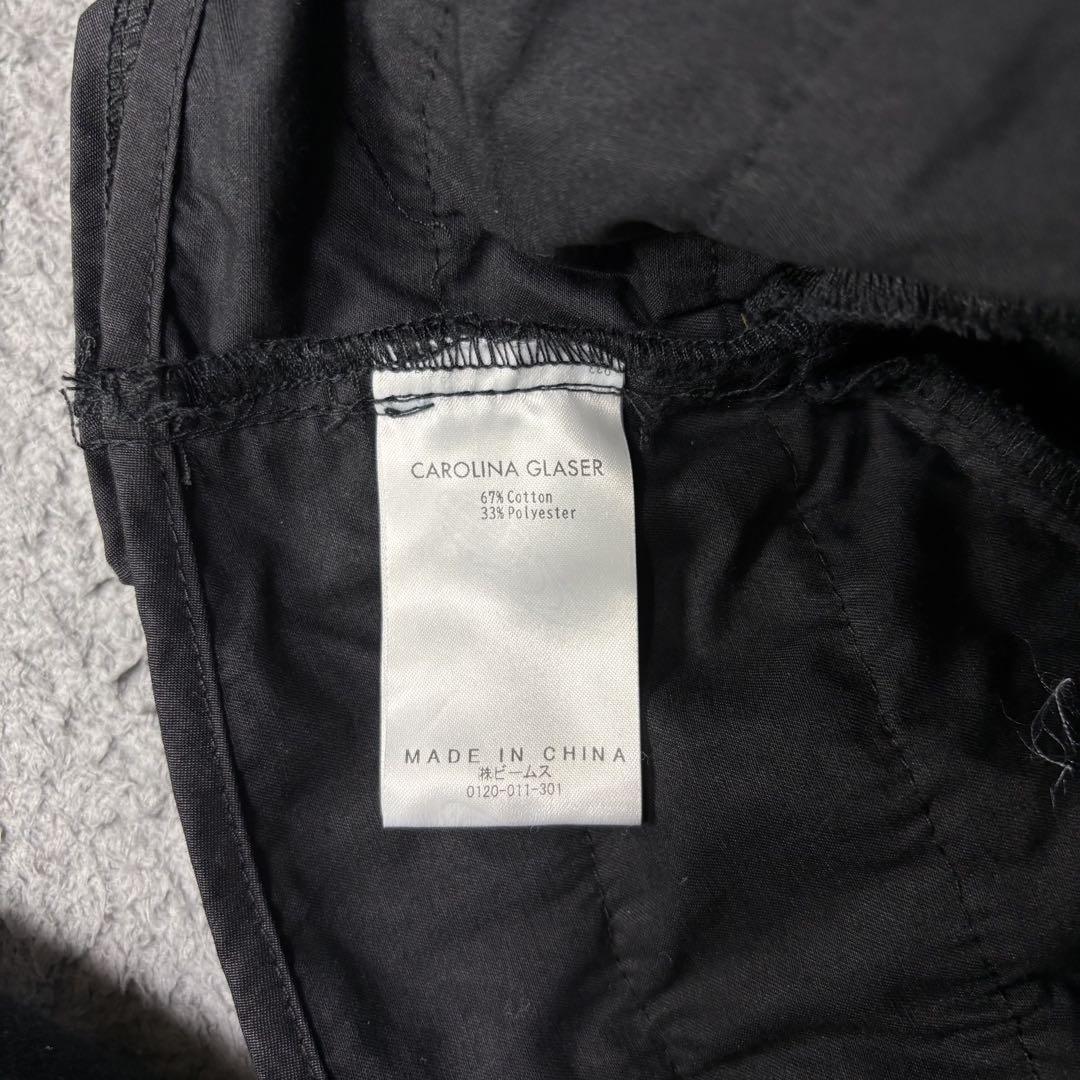 CAROLINA GLASER
67% Cotton
33% Polyester
MADE IN CHINA
株ビームス
0120-011-301